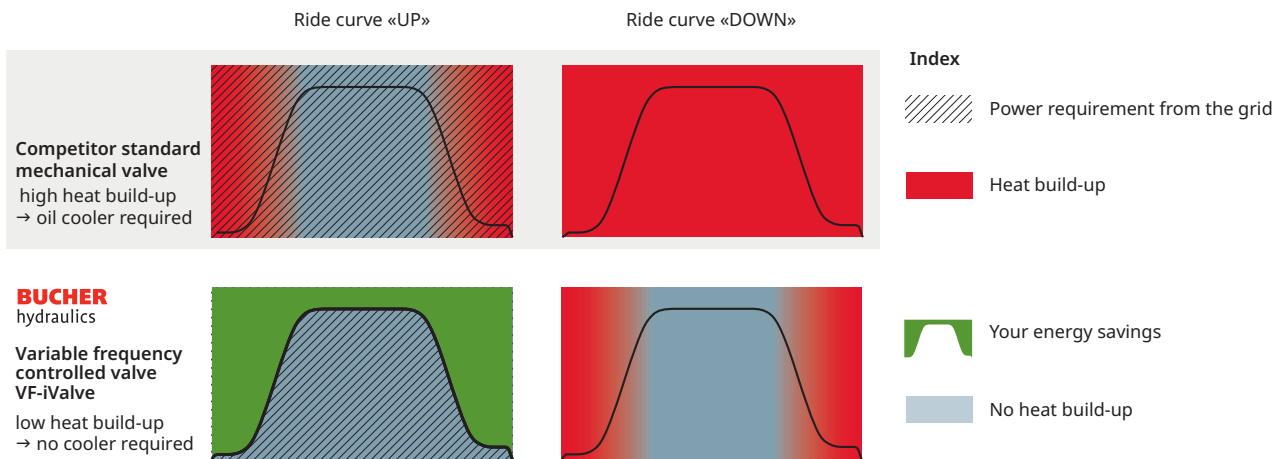 Ride curve «UP»
Ride curve «DOWN»
Index
Power requirement from the grid
Competitor standard
mechanical valve
high heat build-up
→ oil cooler required
Heat build-up
BUCHER
hydraulics
Variable frequency
controlled valve
VF-iValve
low heat build-up
→ no cooler required
Your energy savings
No heat build-up